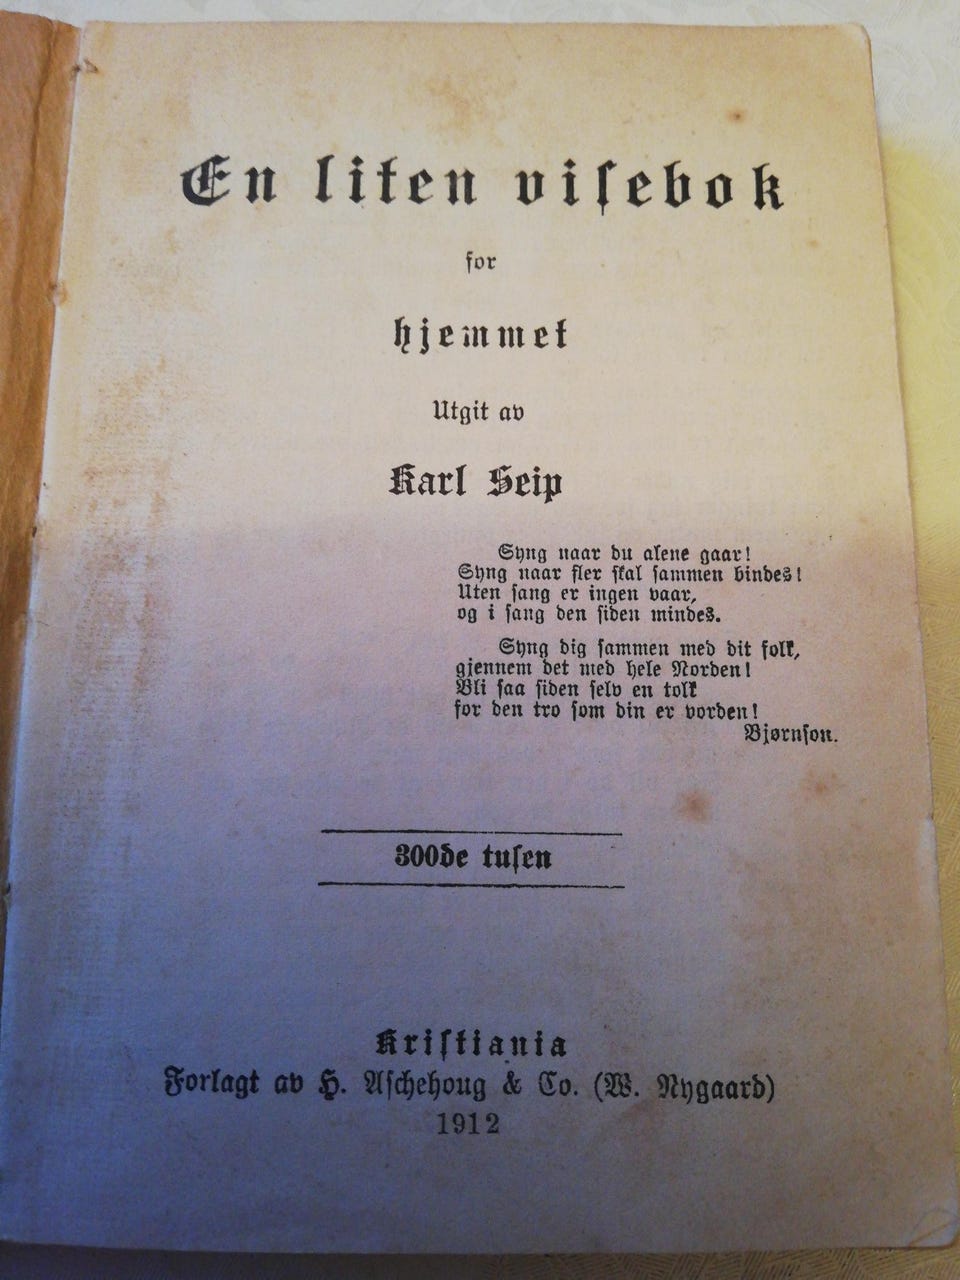 En liten visebok
for
hjemmet
Utgit av
Karl Seip
Syng naar du alene gaar!
Syng naar fler skal sammen bindes!
Uten sang er ingen vaar,
og i sang den siden mindes.
Syng dig sammen med dit folk,
gjennem det med hele Norden!
Bli saa siden selv en tolk
for den tro som din er vorden!
Bjørnson.
300de tusen
Kristiania
Forlagt av H. Aschehoug & Co. (W. Nygaard)
1912